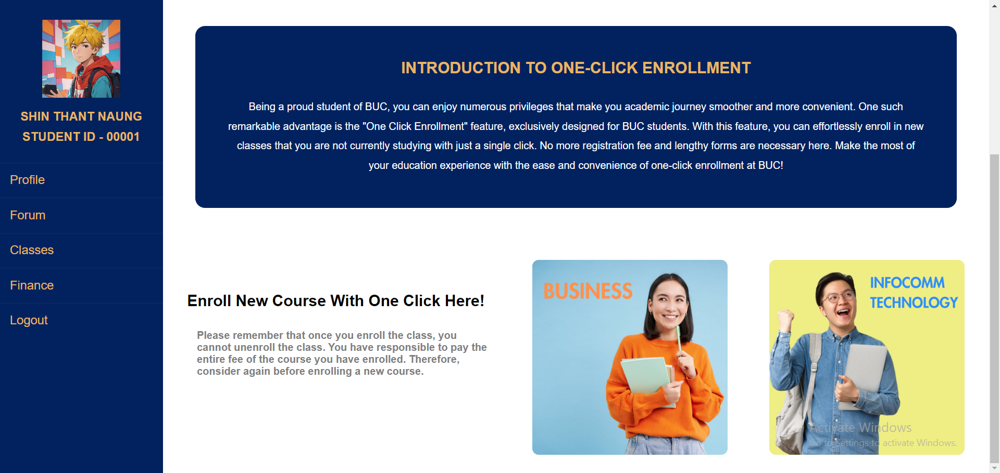 SHIN THANT NAUNG
STUDENT ID - 00001
Profile
Forum
Classes
Finance
Logout
INTRODUCTION TO ONE-CLICK ENROLLMENT
Being a proud student of BUC, you can enjoy numerous privileges that make you academic journey smoother and more convenient. One such
remarkable advantage is the "One Click Enrollment" feature, exclusively designed for BUC students. With this feature, you can effortlessly enroll in new
classes that you are not currently studying with just a single click. No more registration fee and lengthy forms are necessary here. Make the most of
your education experience with the ease and convenience of one-click enrollment at BUC!
Enroll New Course With One Click Here!
Please remember that once you enroll the class, you
cannot unenroll the class. You have responsible to pay the
entire fee of the course you have enrolled. Therefore,
consider again before enrolling a new course.
BUSINESS
INFOCOMM
TECHNOLOGY
Activate Windows
Go to Settings to activate Windows.